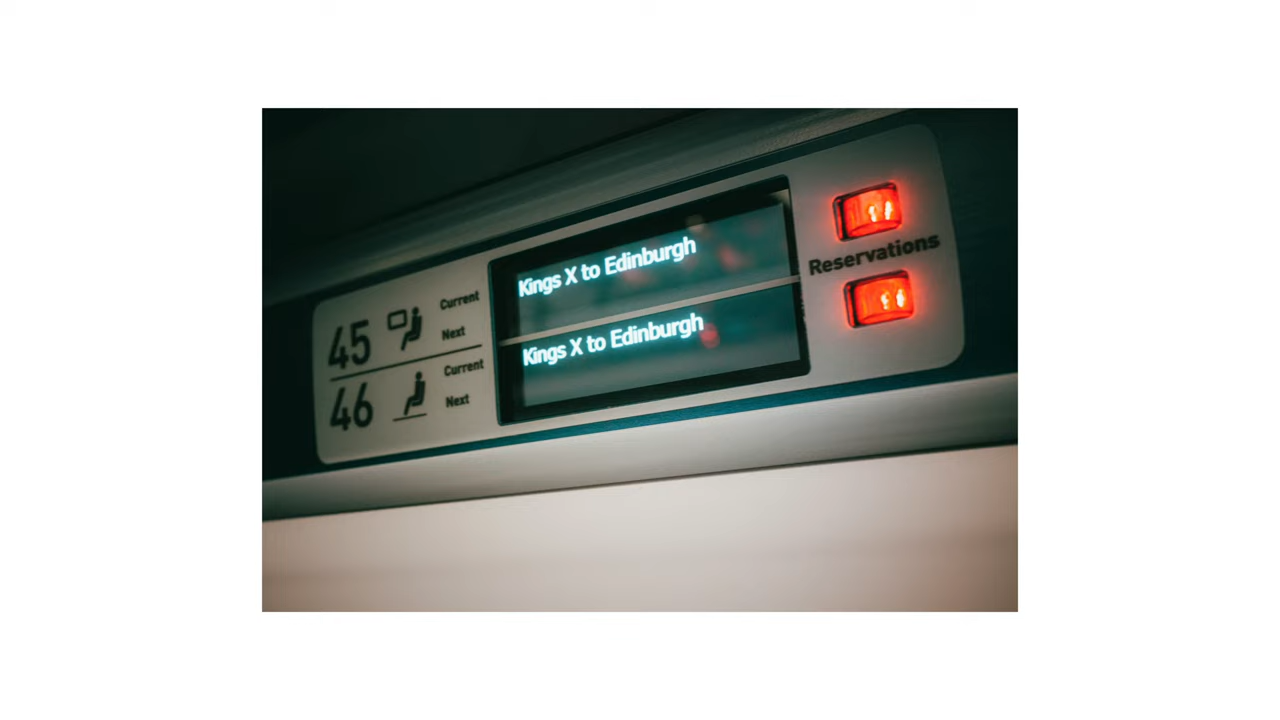 45
Current
Next
46
Current
Next
Kings X to Edinburgh
Kings X to Edinburgh
Reservations